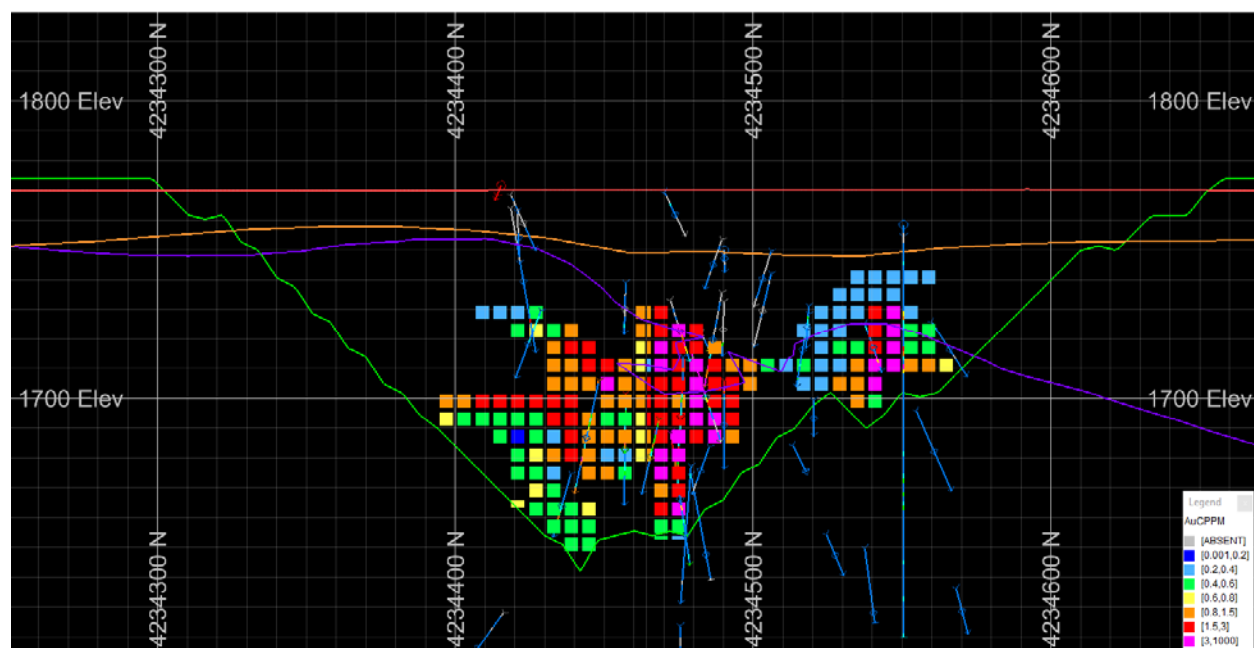 4234300 N
4234400 N
4234500 N
4234600 N
1800 Elev
1800 Elev
1700 Elev
1700 Elev
4234300 N
4234400 N
4234500 N
4234600 N
Legend
AuCPPM
[ABSENT]
[0.001,0.2]
[0.2,0.4]
[0.4,0.6]
[0.6,0.8]
[0.8,1.5]
[1.5,3]
[3,1000]